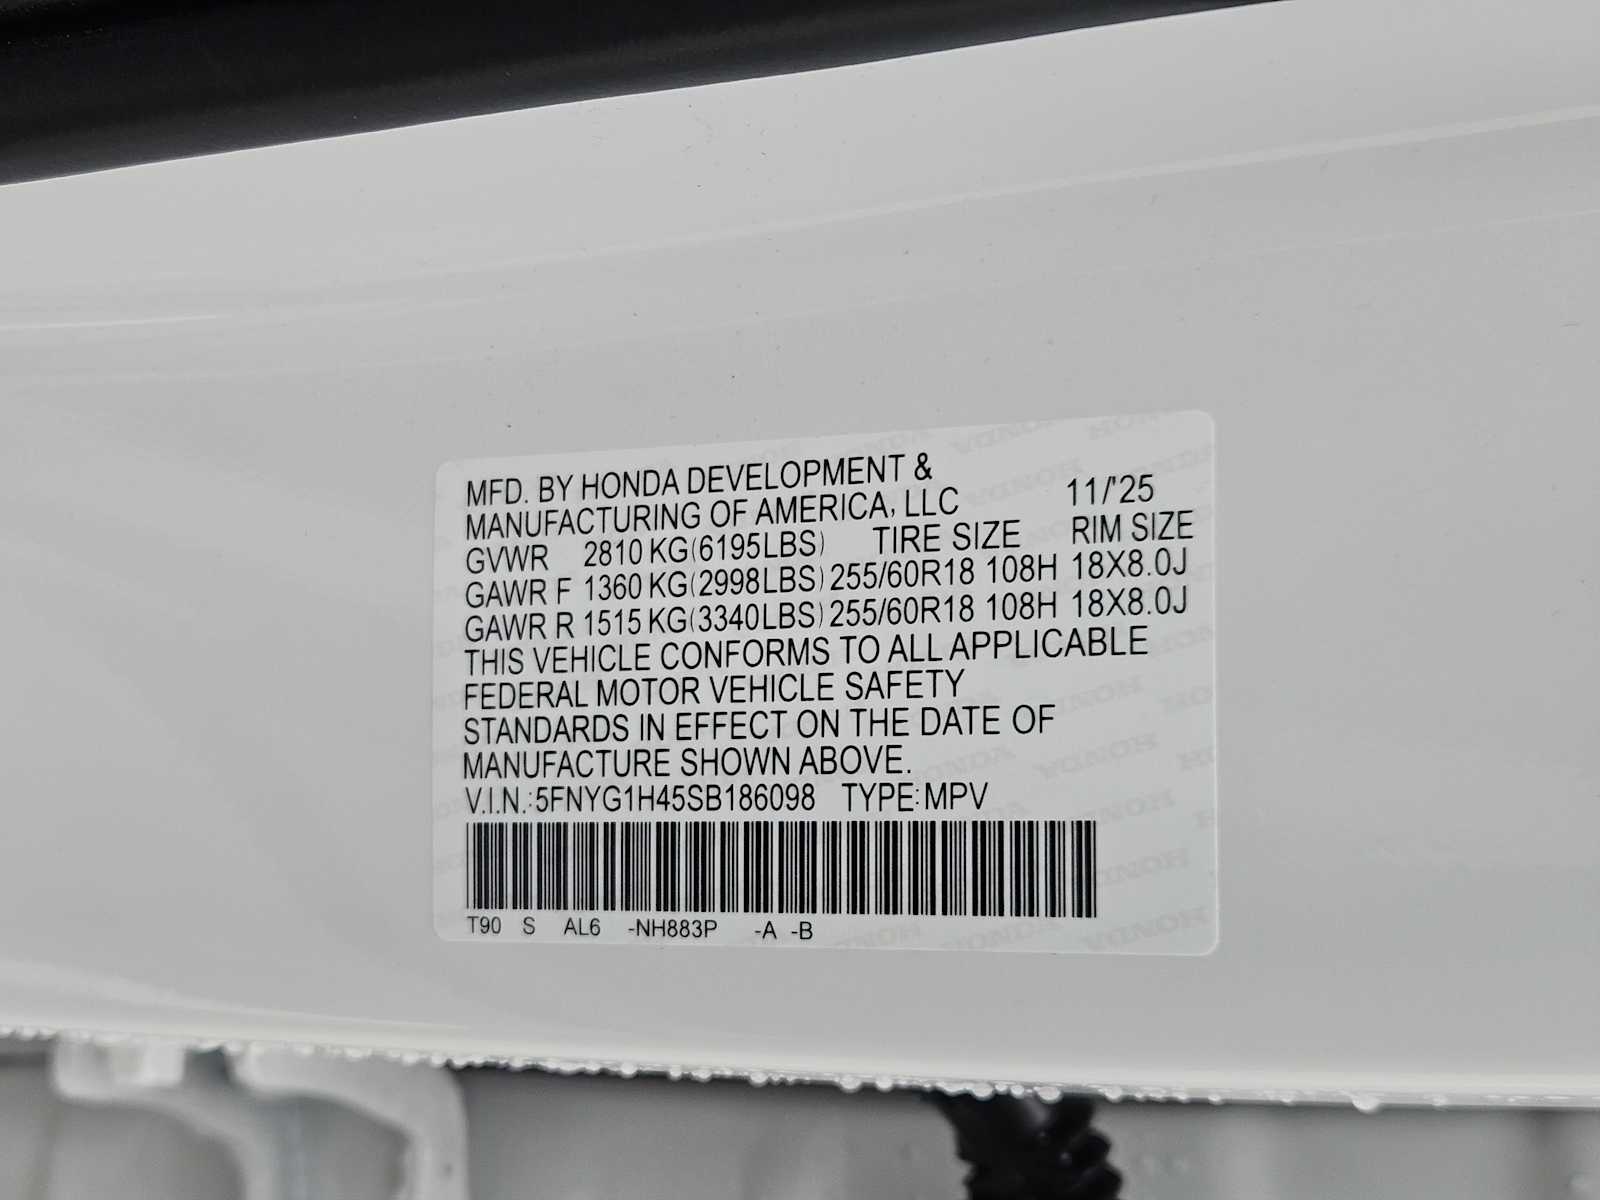 MFD. BY HONDA DEVELOPMENT &
MANUFACTURING OF AMERICA, LLC 11/'25
GVWR 2810 KG(6195LBS) TIRE SIZE RIM SIZE
GAWR F 1360 KG(2998LBS) 255/60R18 108H 18X8.0J
GAWR R 1515 KG(3340LBS) 255/60R18 108H 18X8.0J
THIS VEHICLE CONFORMS TO ALL APPLICABLE
FEDERAL MOTOR VEHICLE SAFETY
STANDARDS IN EFFECT ON THE DATE OF
MANUFACTURE SHOWN ABOVE.
V.I.N.:5FNYG1H45SB186098 TYPE:MPV
T90 S AL6 -NH883P -A -B